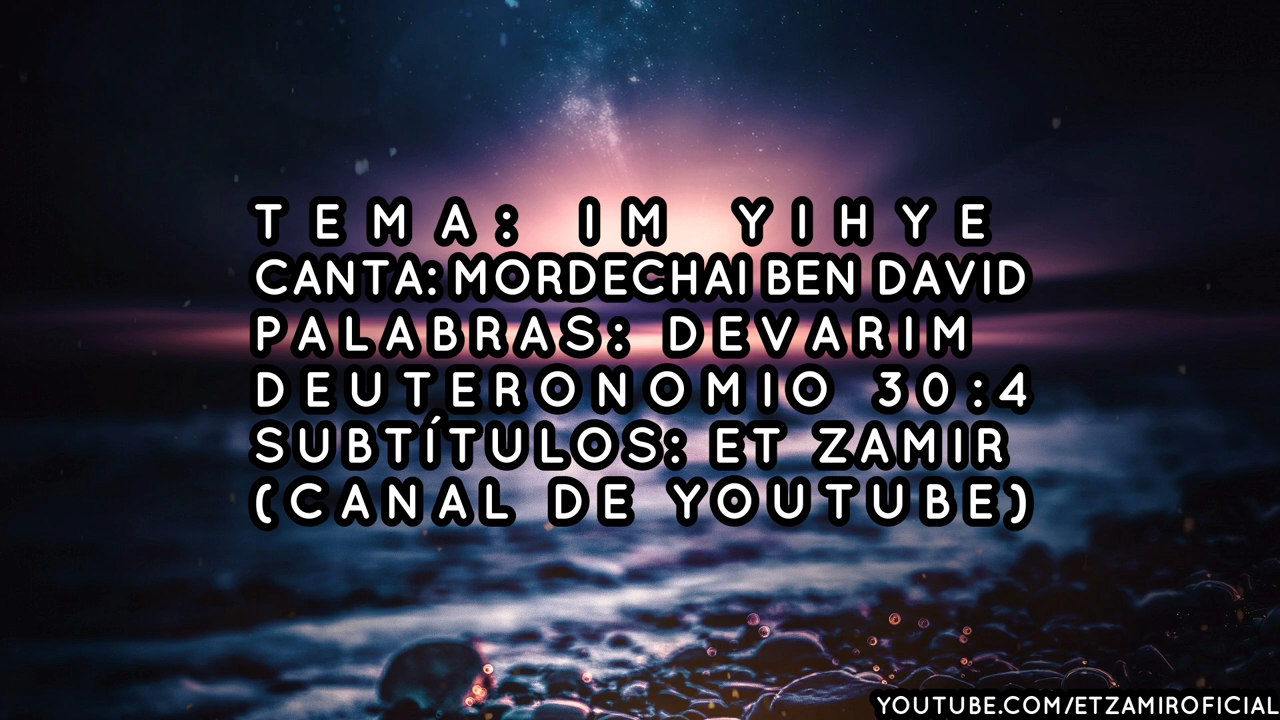 TEMA: IM YIHYE
CANTA: MORDECHAI BEN DAVID
PALABRAS: DEVARIM
DEUTERONOMIO 30:4
SUBTÍTULOS: ET ZAMIR
(CANAL DE YOUTUBE)
YOUTUBE.COM/ETZAMIROFICIAL